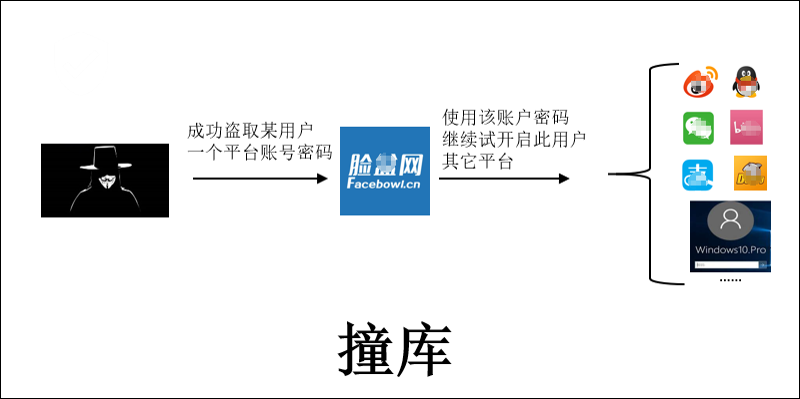 成功盗取某用户
一个平台账号密码
脸盆网
Facebowl.cn
使用该账户密码
继续试开启此用户
其它平台
Windows10.Pro
......
撞库